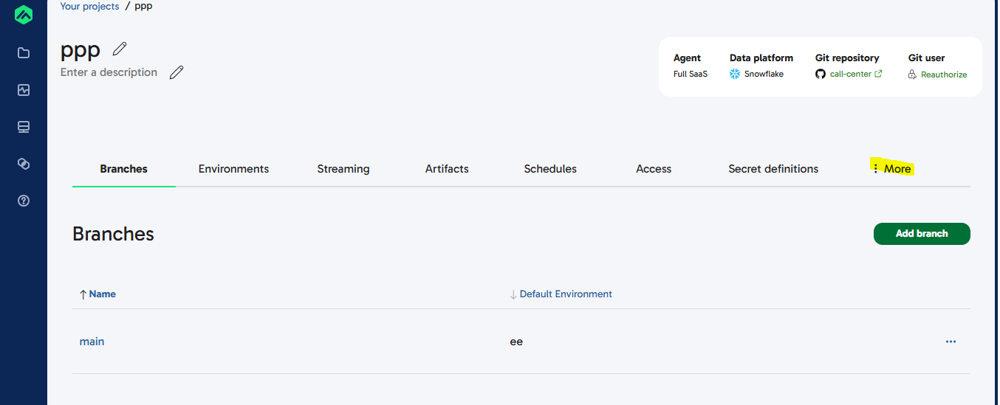 Your projects / ppp
ppp
Enter a description
Agent Data platform Git repository Git user
Full SaaS Snowflake call-center Reauthorize
Branches Environments Streaming Artifacts Schedules Access Secret definitions More
Branches Add branch
Name Default Environment
main ee